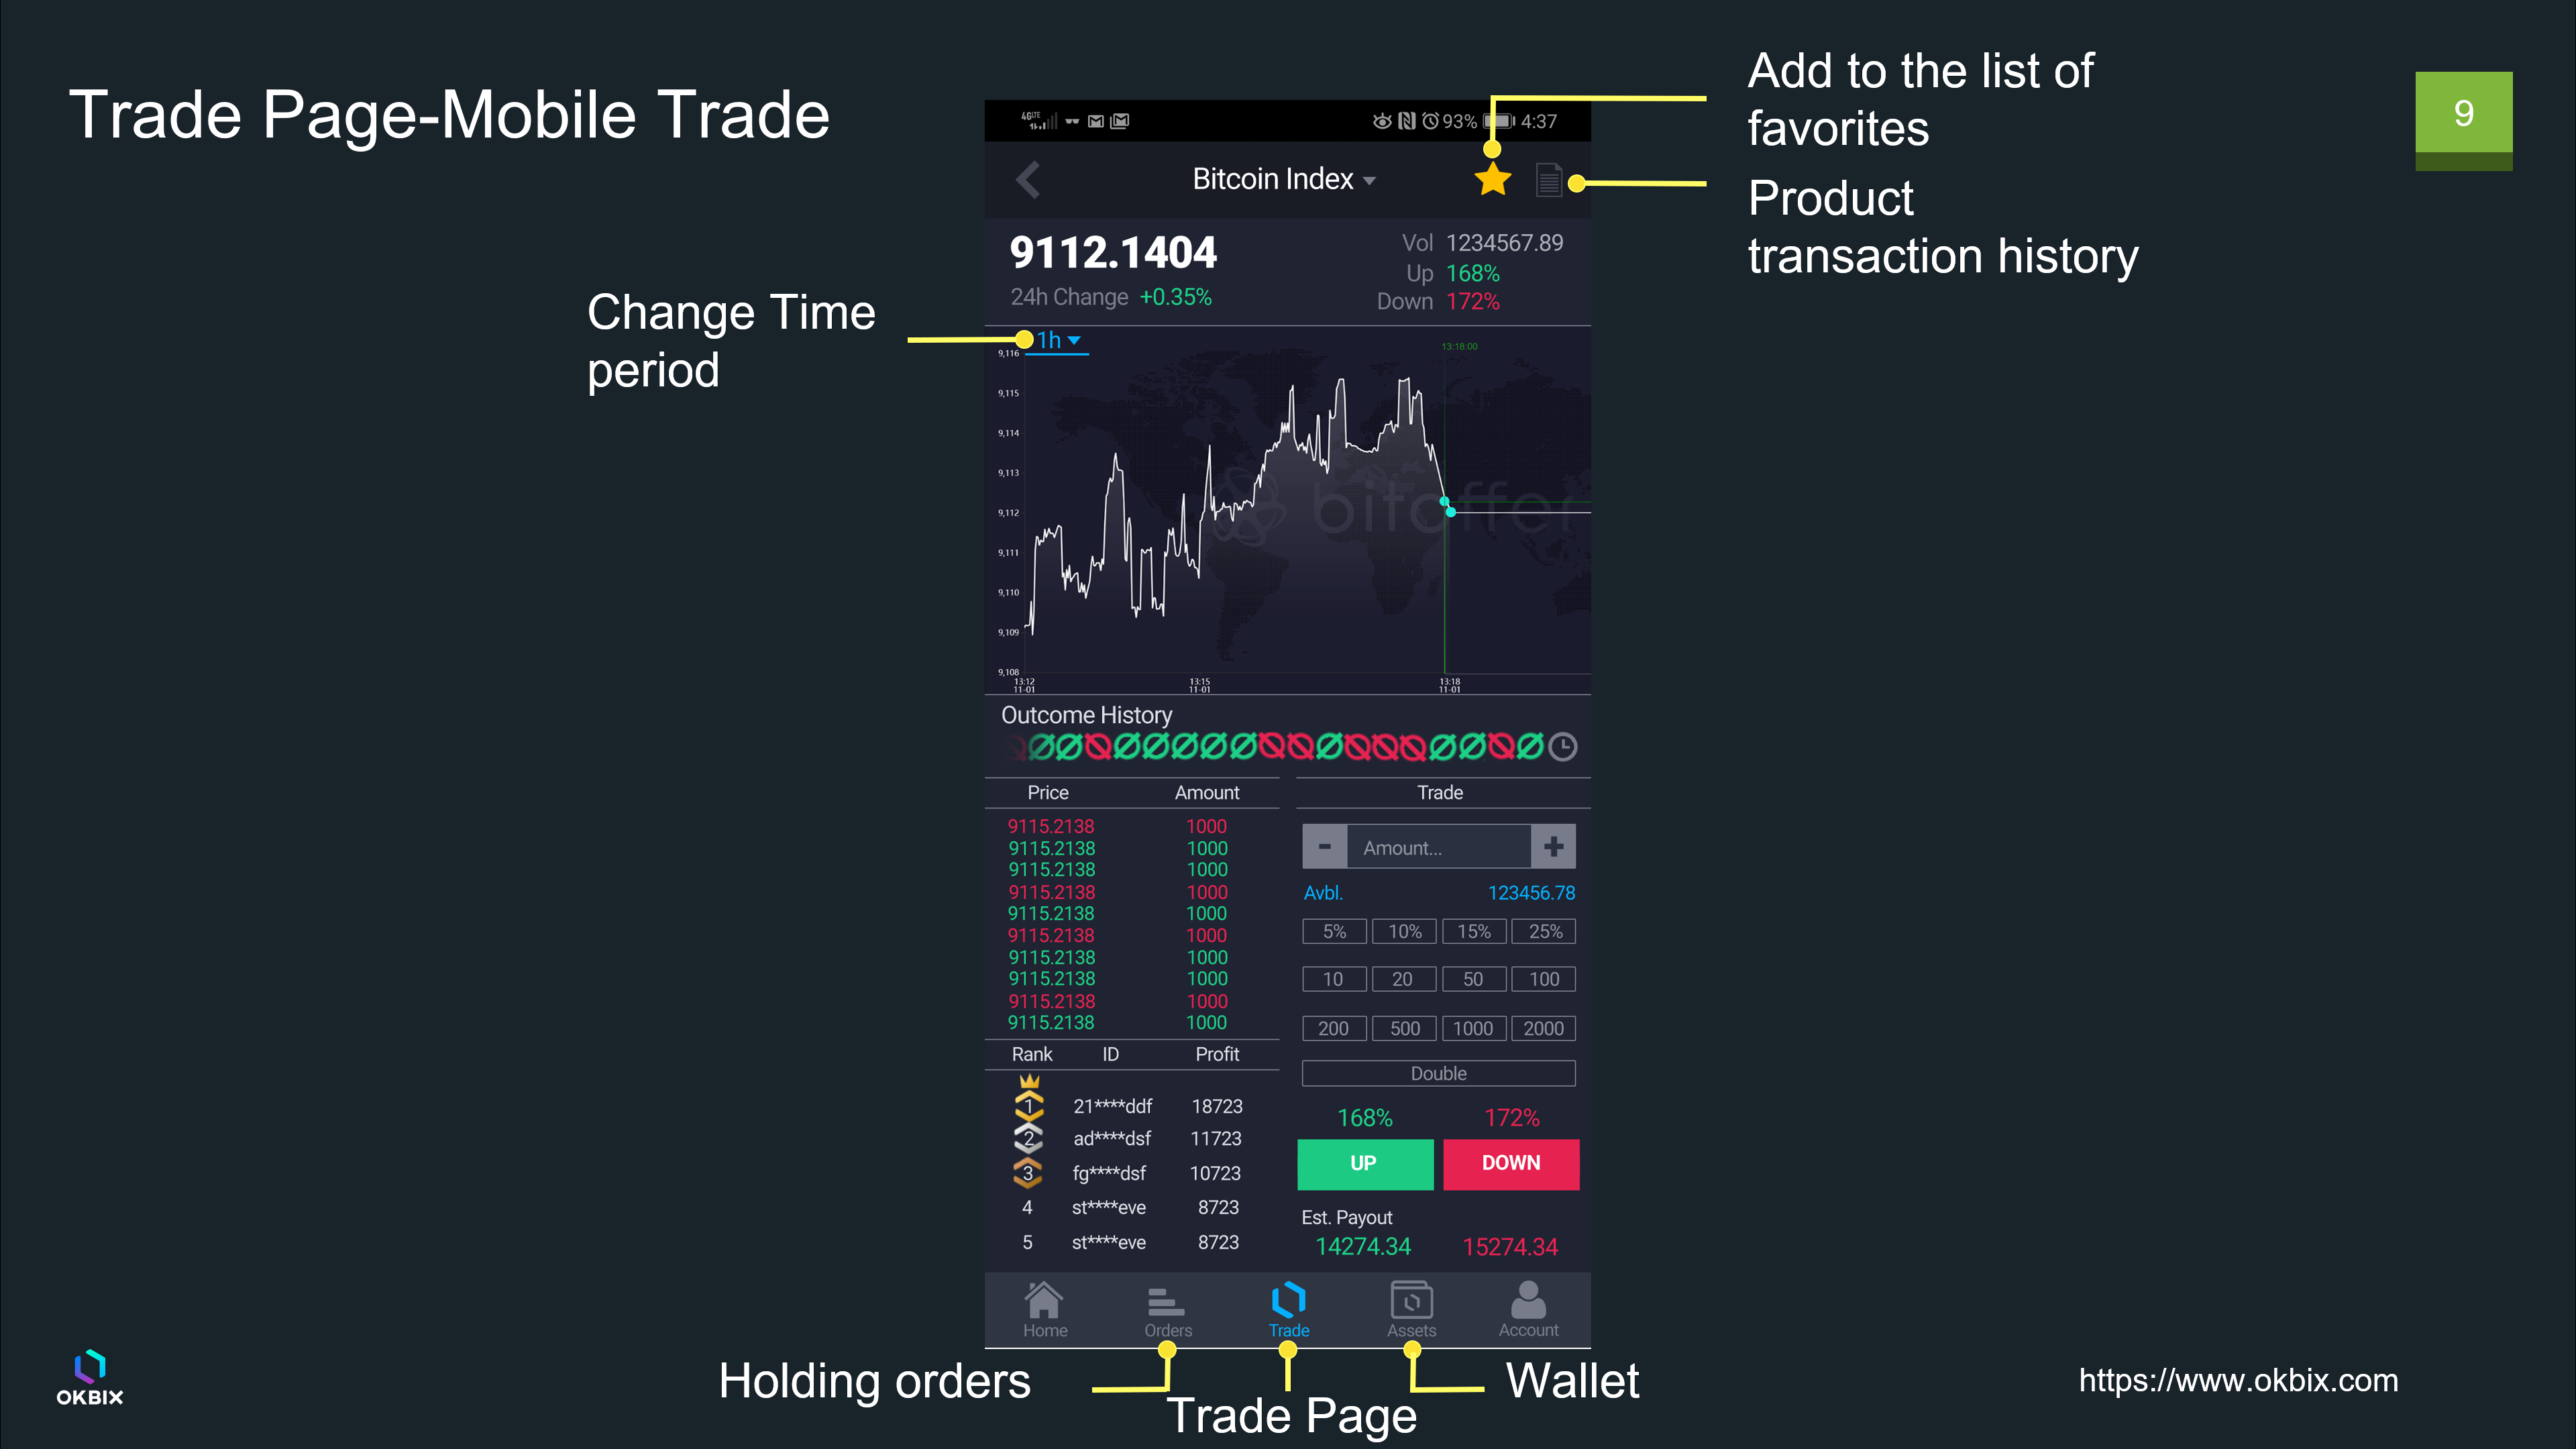 Trade Page-Mobile Trade
Add to the list of
favorites
9
Product
transaction history
Change Time
period
93%
4:37
Bitcoin Index
9112.1404
24h Change +0.35%
Vol 1234567.89
Up 168%
Down 172%
1h
13:18:00
9,116
9,115
9,114
9,113
9,112
9,111
9,110
9,109
9,108
bitoffer
13:12
11-01
13:15
11-01
13:18
11-01
Outcome History
Price Amount
9115.2138 1000
9115.2138 1000
9115.2138 1000
9115.2138 1000
9115.2138 1000
9115.2138 1000
9115.2138 1000
9115.2138 1000
9115.2138 1000
9115.2138 1000
Rank ID Profit
1 21****ddf 18723
2 ad****dsf 11723
3 fg****dsf 10723
4 st****eve 8723
5 st****eve 8723
Trade
- Amount... +
Avbl. 123456.78
5% 10% 15% 25%
10 20 50 100
200 500 1000 2000
Double
168% 172%
UP DOWN
Est. Payout
14274.34 15274.34
Home Orders Trade Assets Account
Holding orders
Trade Page
Wallet
OKBIX
https://www.okbix.com